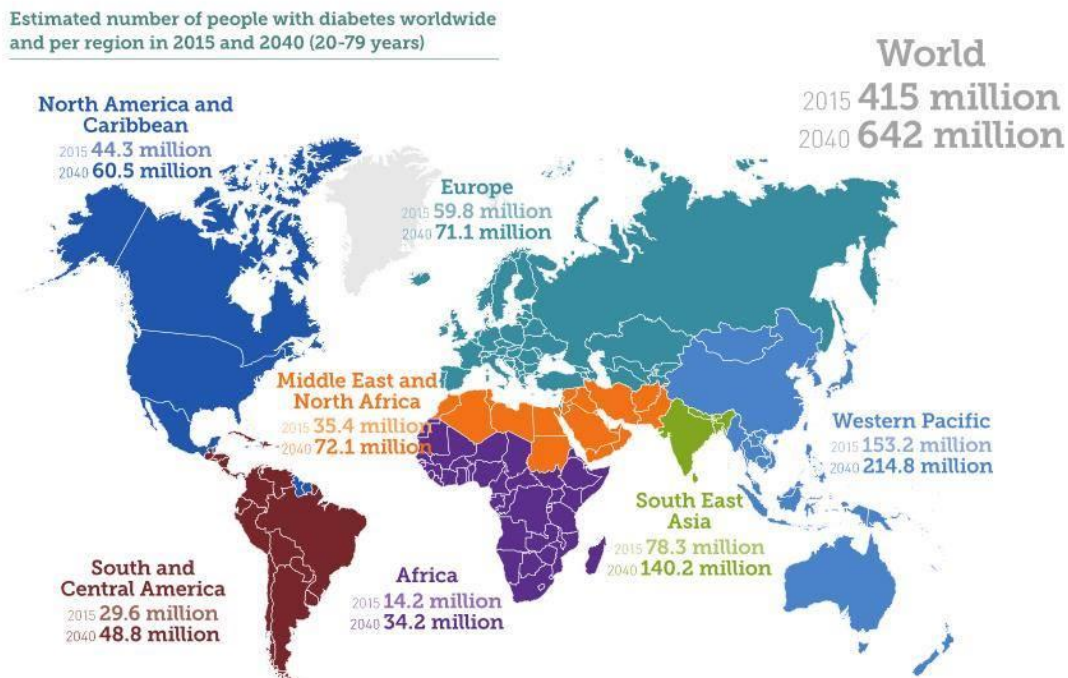 Estimated number of people with diabetes worldwide
and per region in 2015 and 2040 (20-79 years)
World
2015 415 million
2040 642 million
North America and
Caribbean
2015 44.3 million
2040 60.5 million
Europe
2015 59.8 million
2040 71.1 million
Middle East and
North Africa
2015 35.4 million
2040 72.1 million
Western Pacific
2015 153.2 million
2040 214.8 million
South East
Asia
2015 78.3 million
2040 140.2 million
South and
Central America
2015 29.6 million
2040 48.8 million
Africa
2015 14.2 million
2040 34.2 million